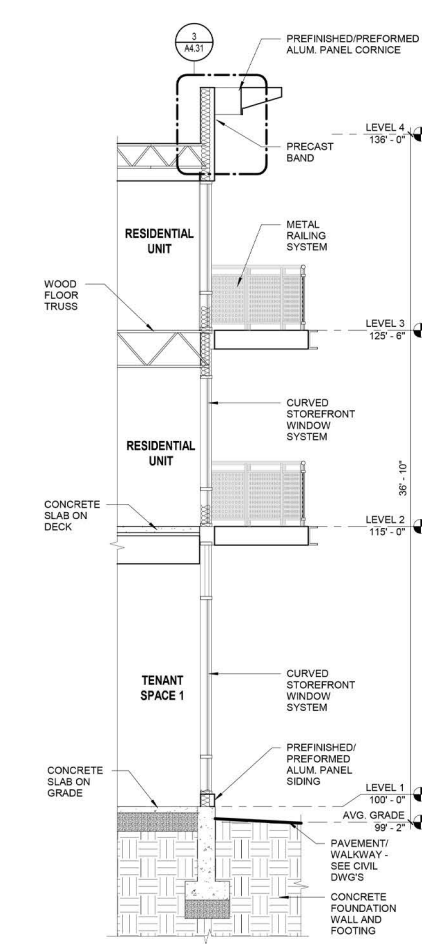 3
A4.31
PREFINISHED/PREFORMED
ALUM. PANEL CORNICE
LEVEL 4
136' - 0"
PRECAST
BAND
RESIDENTIAL
UNIT
METAL
RAILING
SYSTEM
WOOD
FLOOR
TRUSS
LEVEL 3
125' - 6"
CURVED
STOREFRONT
WINDOW
SYSTEM
RESIDENTIAL
UNIT
36' - 10"
CONCRETE
SLAB ON
DECK
LEVEL 2
115' - 0"
TENANT
SPACE 1
CURVED
STOREFRONT
WINDOW
SYSTEM
PREFINISHED/
PREFORMED
ALUM. PANEL
SIDING
CONCRETE
SLAB ON
GRADE
LEVEL 1
100' - 0"
AVG. GRADE
99' - 2"
PAVEMENT/
WALKWAY -
SEE CIVIL
DWG'S
CONCRETE
FOUNDATION
WALL AND
FOOTING